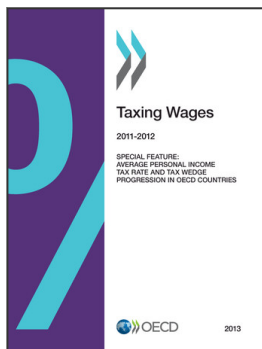 Taxing Wages
2011-2012
SPECIAL FEATURE:
AVERAGE PERSONAL INCOME
TAX RATE AND TAX WEDGE
PROGRESSION IN OECD COUNTRIES
OECD
2013